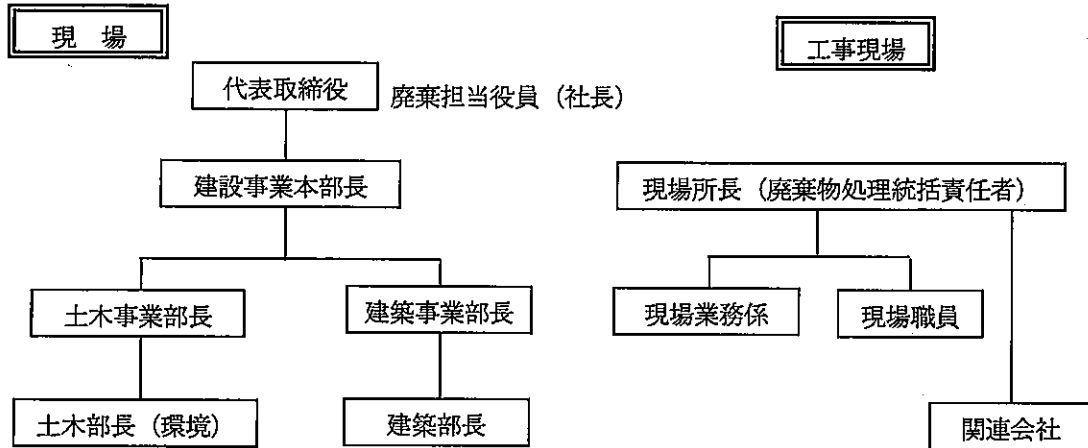 現 場
工事現場
代表取締役
廃棄担当役員（社長）
建設事業本部長
現場所長（廃棄物処理統括責任者）
土木事業部長
建築事業部長
現場業務係
現場職員
土木部長（環境）
建築部長
関連会社